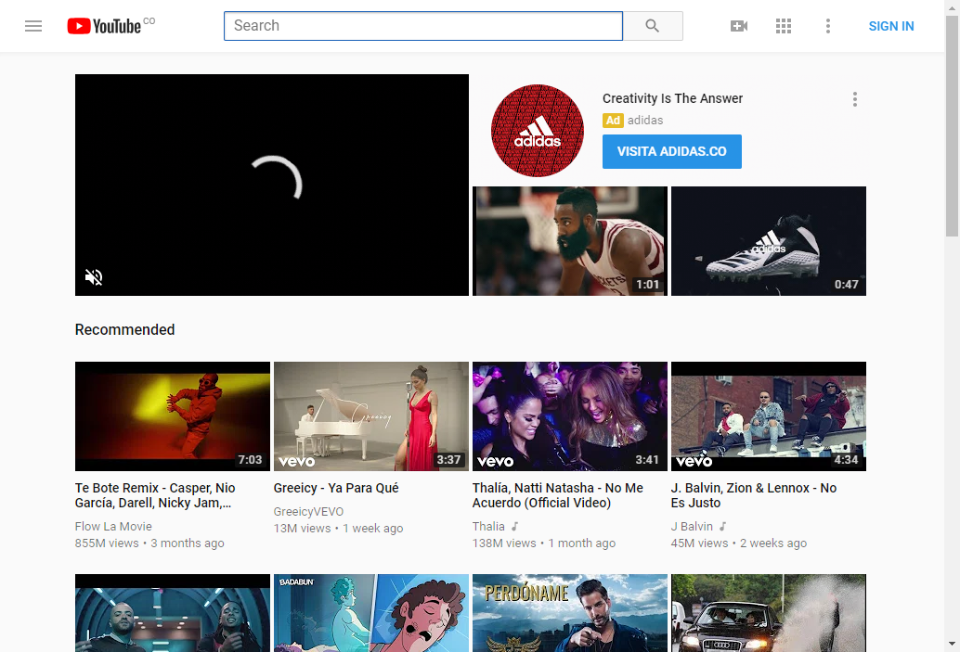 YouTube CO
Search
SIGN IN
Creativity Is The Answer
Ad adidas
adidas
VISITA ADIDAS.CO
1:01
adidas
0:47
Recommended
7:03
Greeicy
vevo
3:37
vevo
3:41
vevo
4:34
Te Bote Remix - Casper, Nio
García, Darell, Nicky Jam,...
Flow La Movie
855M views • 3 months ago
Greeicy - Ya Para Qué
GreeicyVEVO
13M views • 1 week ago
Thalía, Natti Natasha - No Me
Acuerdo (Official Video)
Thalia
138M views • 1 month ago
J. Balvin, Zion & Lennox - No
Es Justo
J Balvin
45M views • 2 weeks ago
BADABUN
PERDÓNAME